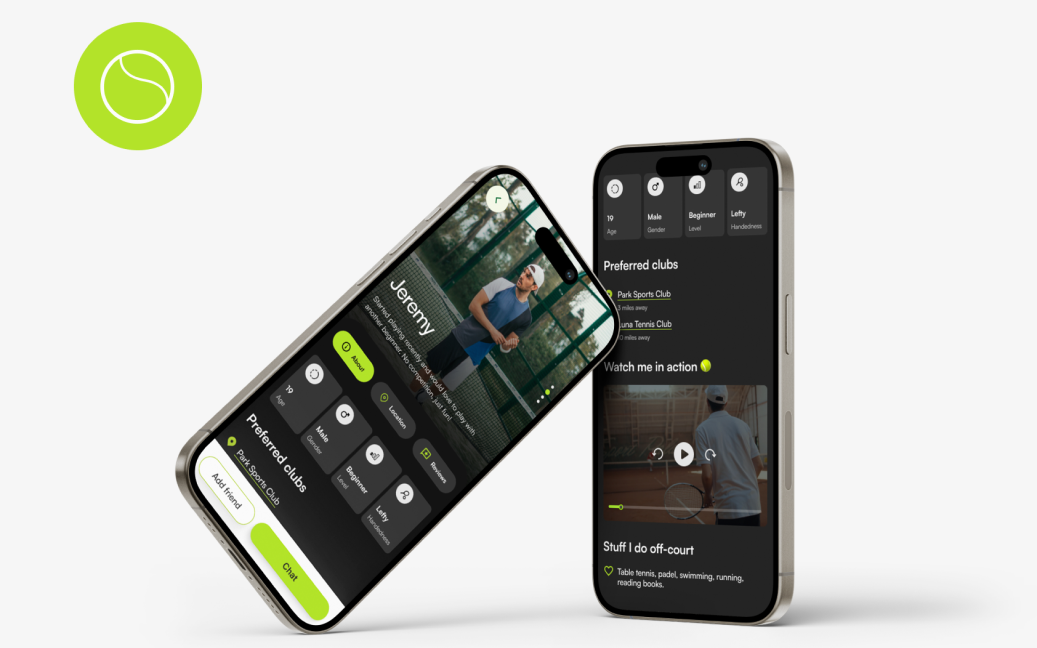 Jeremy
Started playing recently and would love to play with
another beginner. No competition, just fun!
About
Location
Reviews
19
Age
Male
Gender
Beginner
Level
Lefty
Handedness
Preferred clubs
Park Sports Club
Add friend
Chat
19
Age
Male
Gender
Beginner
Level
Lefty
Handedness
Preferred clubs
Park Sports Club
3 miles away
una Tennis Club
0 miles away
Watch me in action
Stuff I do off-court
Table tennis, padel, swimming, running,
reading books.